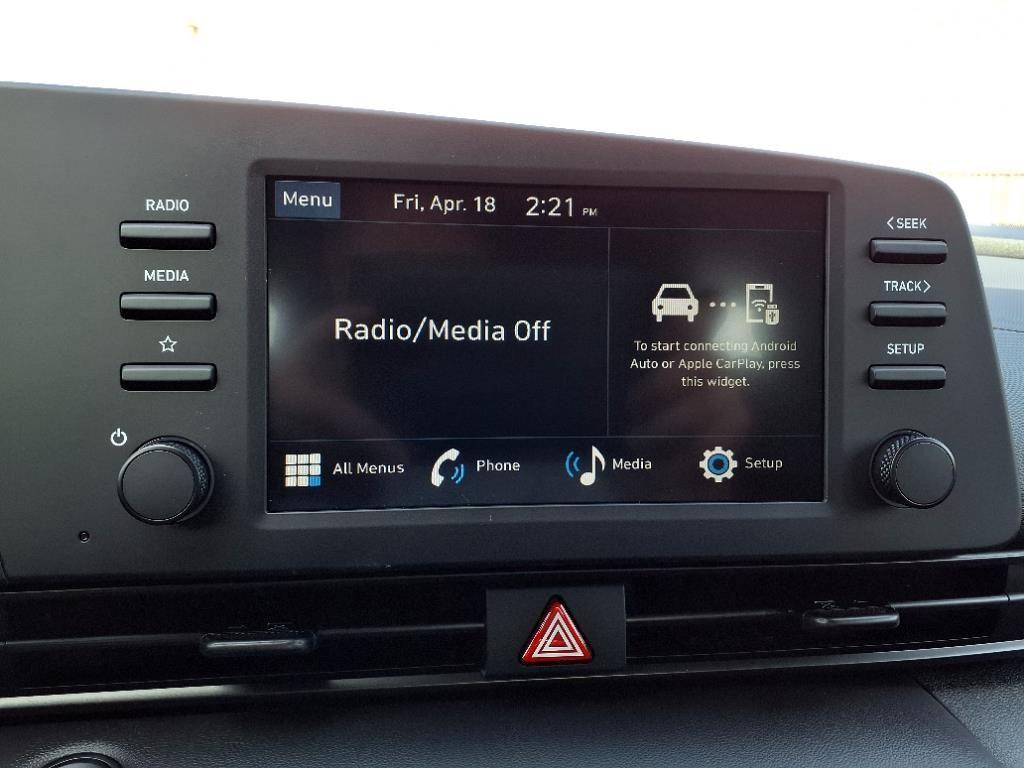 Menu
Fri, Apr. 18
2:21 PM
RADIO
MEDIA
Radio/Media Off
To start connecting Android
Auto or Apple CarPlay, press
this widget.
All Menus
Phone
Media
Setup
<SEEK
TRACK>
SETUP